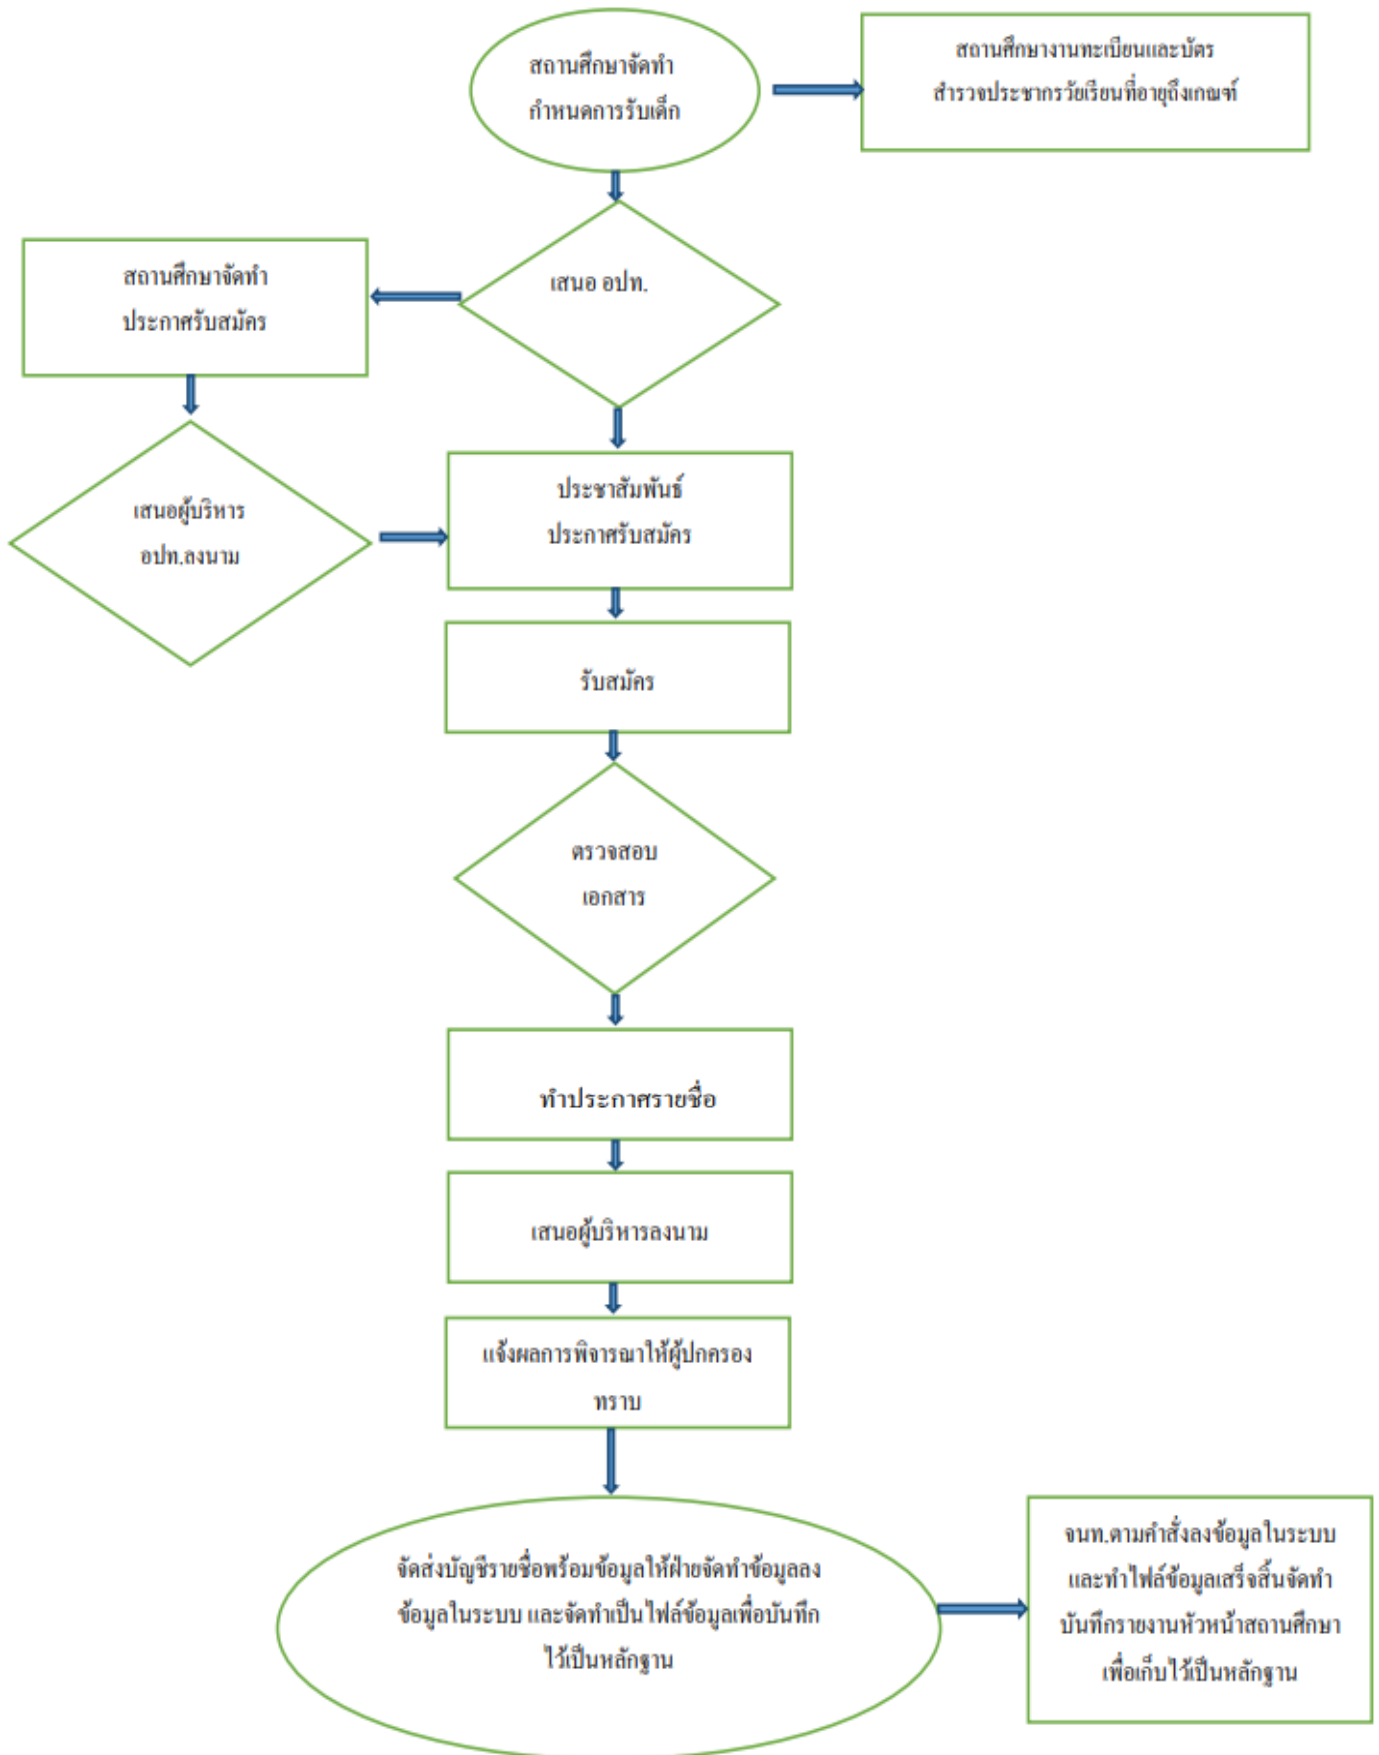 สถานศึกษาจัดทำ
กำหนดการรับเด็ก
สถานศึกษางานทะเบียนและบัตร
สำรวจประชากรวัยเรียนที่อายุถึงเกณฑ์
เสนอ อปท.
สถานศึกษาจัดทำ
ประกาศรับสมัคร
เสนอผู้บริหาร
อปท.ลงนาม
ประชาสัมพันธ์
ประกาศรับสมัคร
รับสมัคร
ตรวจสอบ
เอกสาร
ทำประกาศรายชื่อ
เสนอผู้บริหารลงนาม
แจ้งผลการพิจารณาให้ผู้ปกครอง
ทราบ
จัดส่งบัญชีรายชื่อพร้อมข้อมูลให้ฝ่ายจัดทำข้อมูลลง
ข้อมูลในระบบ และจัดทำเป็นไฟล์ข้อมูลเพื่อบันทึก
ไว้เป็นหลักฐาน
จนท.ตามคำสั่งลงข้อมูลในระบบ
และทำไฟล์ข้อมูลเสร็จสิ้นจัดทำ
บันทึกรายงานหัวหน้าสถานศึกษา
เพื่อเก็บไว้เป็นหลักฐาน